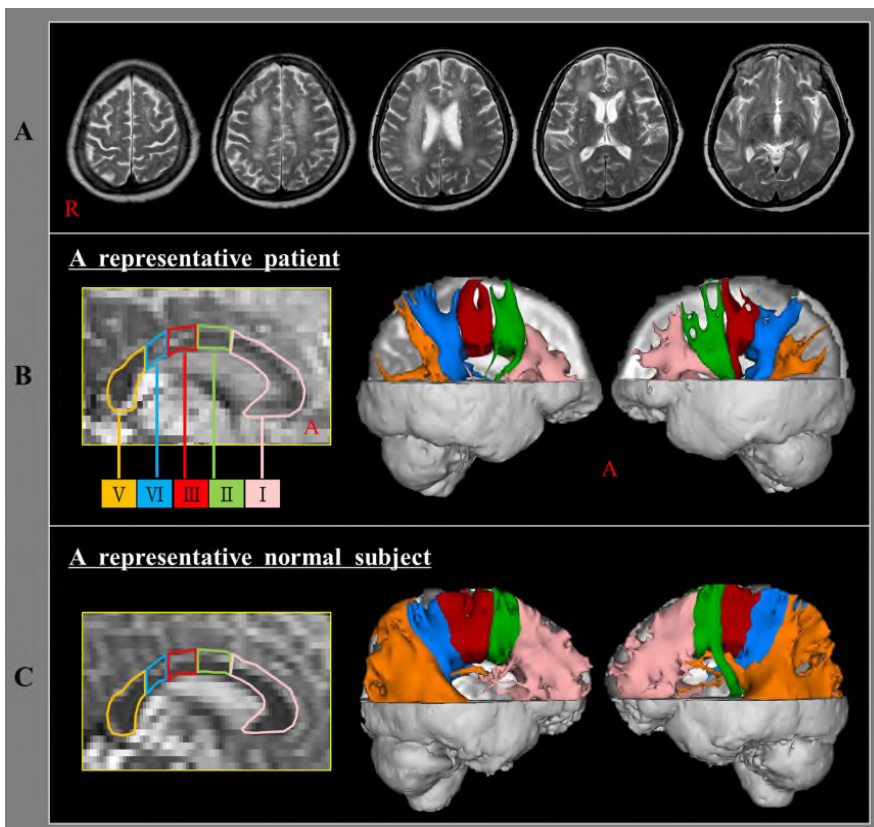 A
R
A representative patient
B
A
A
V VI III II I
A representative normal subject
C